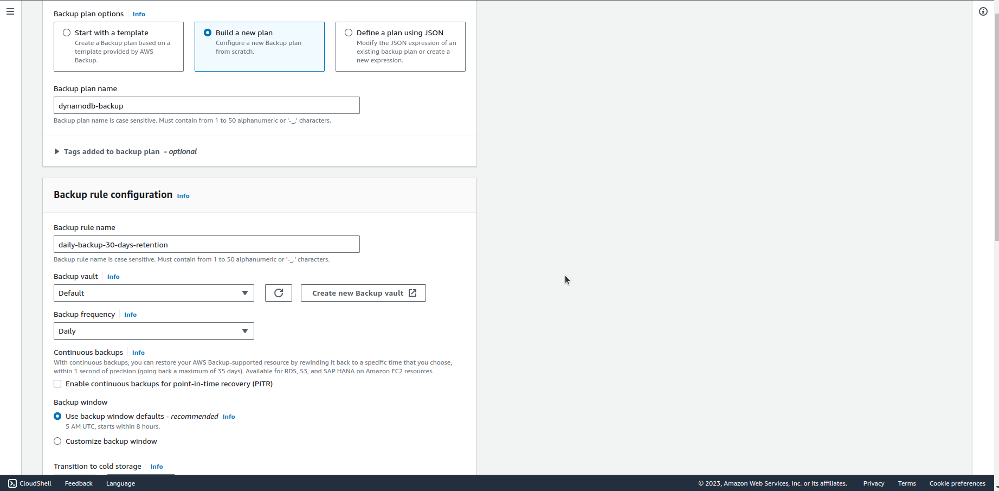 Backup plan options Info
Start with a template
Create a Backup plan based on a
template provided by AWS
Backup.
Build a new plan
Configure a new Backup plan
from scratch.
Define a plan using JSON
Modify the JSON expression of an
existing backup plan or create a
new expression.
Backup plan name
dynamodb-backup
Backup plan name is case sensitive. Must contain from 1 to 50 alphanumeric or '-_.' characters.
Tags added to backup plan - optional
Backup rule configuration Info
Backup rule name
daily-backup-30-days-retention
Backup rule name is case sensitive. Must contain from 1 to 50 alphanumeric or '-_.' characters.
Backup vault Info
Default
Create new Backup vault
Backup frequency Info
Daily
Continuous backups Info
With continuous backups, you can restore your AWS Backup-supported resource by rewinding it back to a specific time that you choose,
within 1 second of precision (going back a maximum of 35 days). Available for RDS, S3, and SAP HANA on Amazon EC2 resources.
Enable continuous backups for point-in-time recovery (PITR)
Backup window
Use backup window defaults - recommended Info
5 AM UTC, starts within 8 hours.
Customize backup window
Transition to cold storage Info
CloudShell Feedback Language © 2023, Amazon Web Services, Inc. or its affiliates. Privacy Terms Cookie preferences